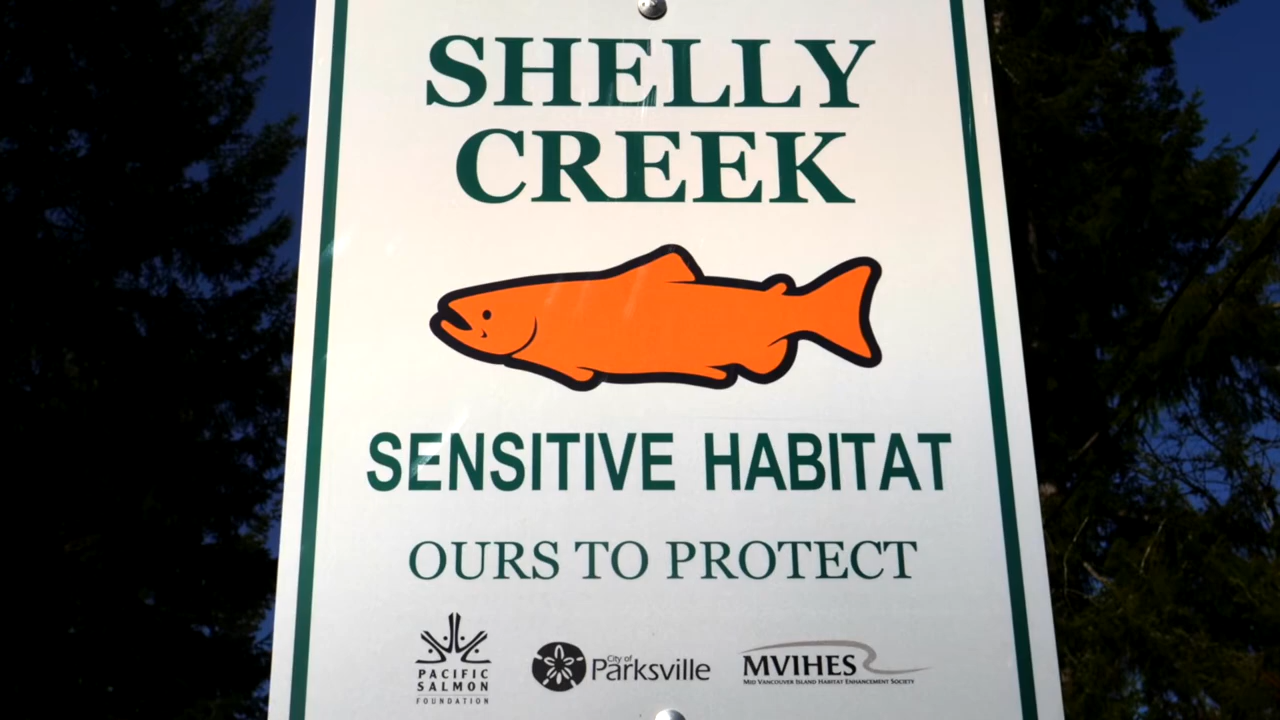 SHELLY
CREEK
SENSITIVE HABITAT
OURS TO PROTECT
PACIFIC
SALMON
FOUNDATION
City of
Parksville
MVIHES
MID VANCOUVER ISLAND HABITAT ENHANCEMENT SOCIETY